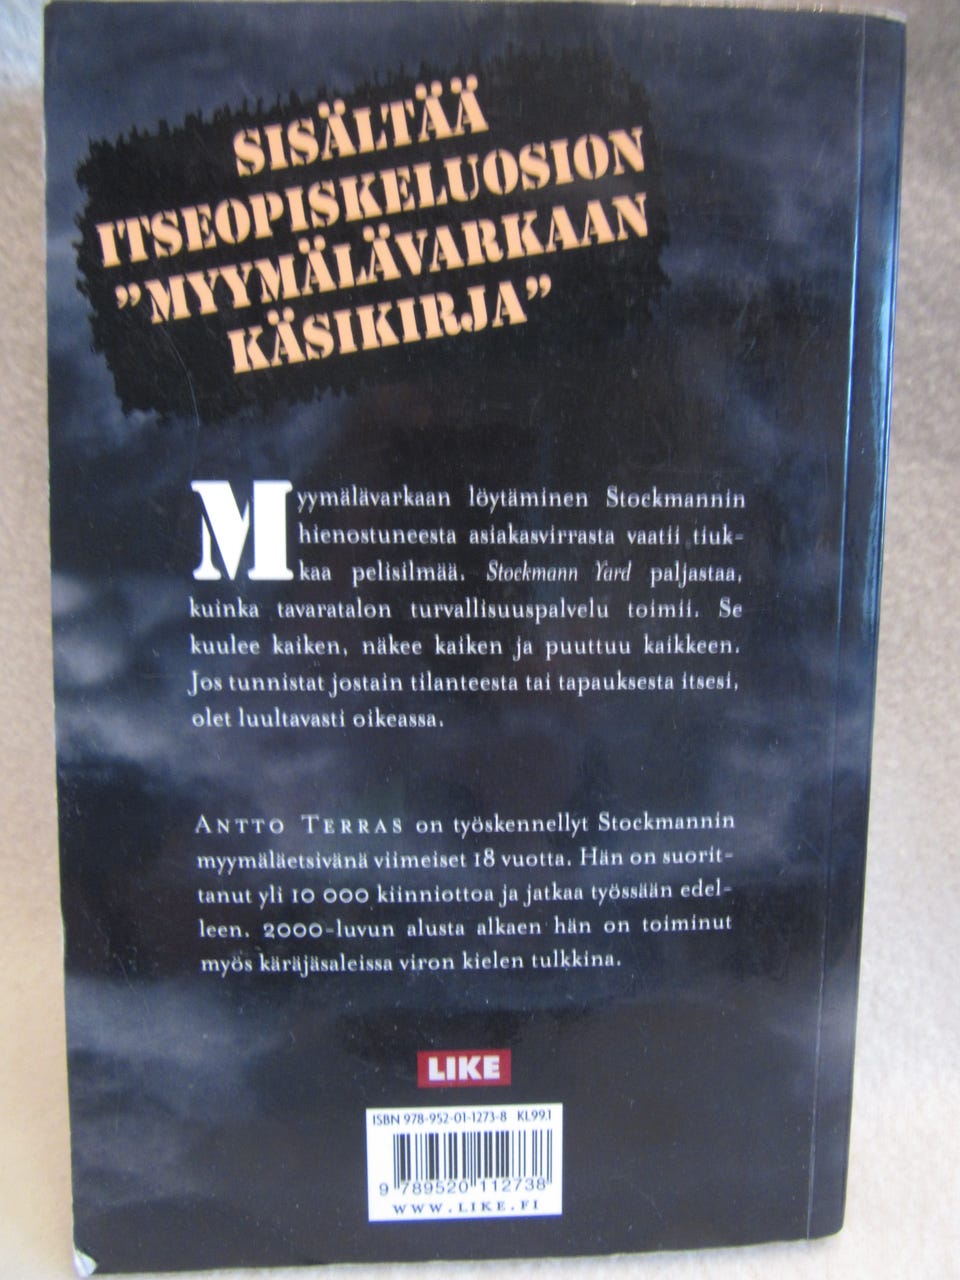 SISÄLTÄÄ
ITSEOPISKELUOSION
”MYYMÄLÄVARKAAN
KÄSIKIRJA”
Myymälävarkaan löytäminen Stockmannin
hienostuneesta asiakasvirrasta vaatii tiuk-
kaa pelisilmää. Stockmann Yard paljastaa,
kuinka tavaratalon turvallisuuspalvelu toimii. Se
kuulee kaiken, näkee kaiken ja puuttuu kaikkeen.
Jos tunnistat jostain tilanteesta tai tapauksesta itsesi,
olet luultavasti oikeassa.
ANTTO TERRAS on työskennellyt Stockmannin
myymäläetsivänä viimeiset 18 vuotta. Hän on suorit-
tanut yli 10 000 kiinniottoa ja jatkaa työssään edel-
leen. 2000-luvun alusta alkaen hän on toiminut
myös käräjäsaleissa viron kielen tulkkina.
LIKE
ISBN 978-952-01-1273-8 KL99.1
9 789520 112738
WWW.LIKE.FI